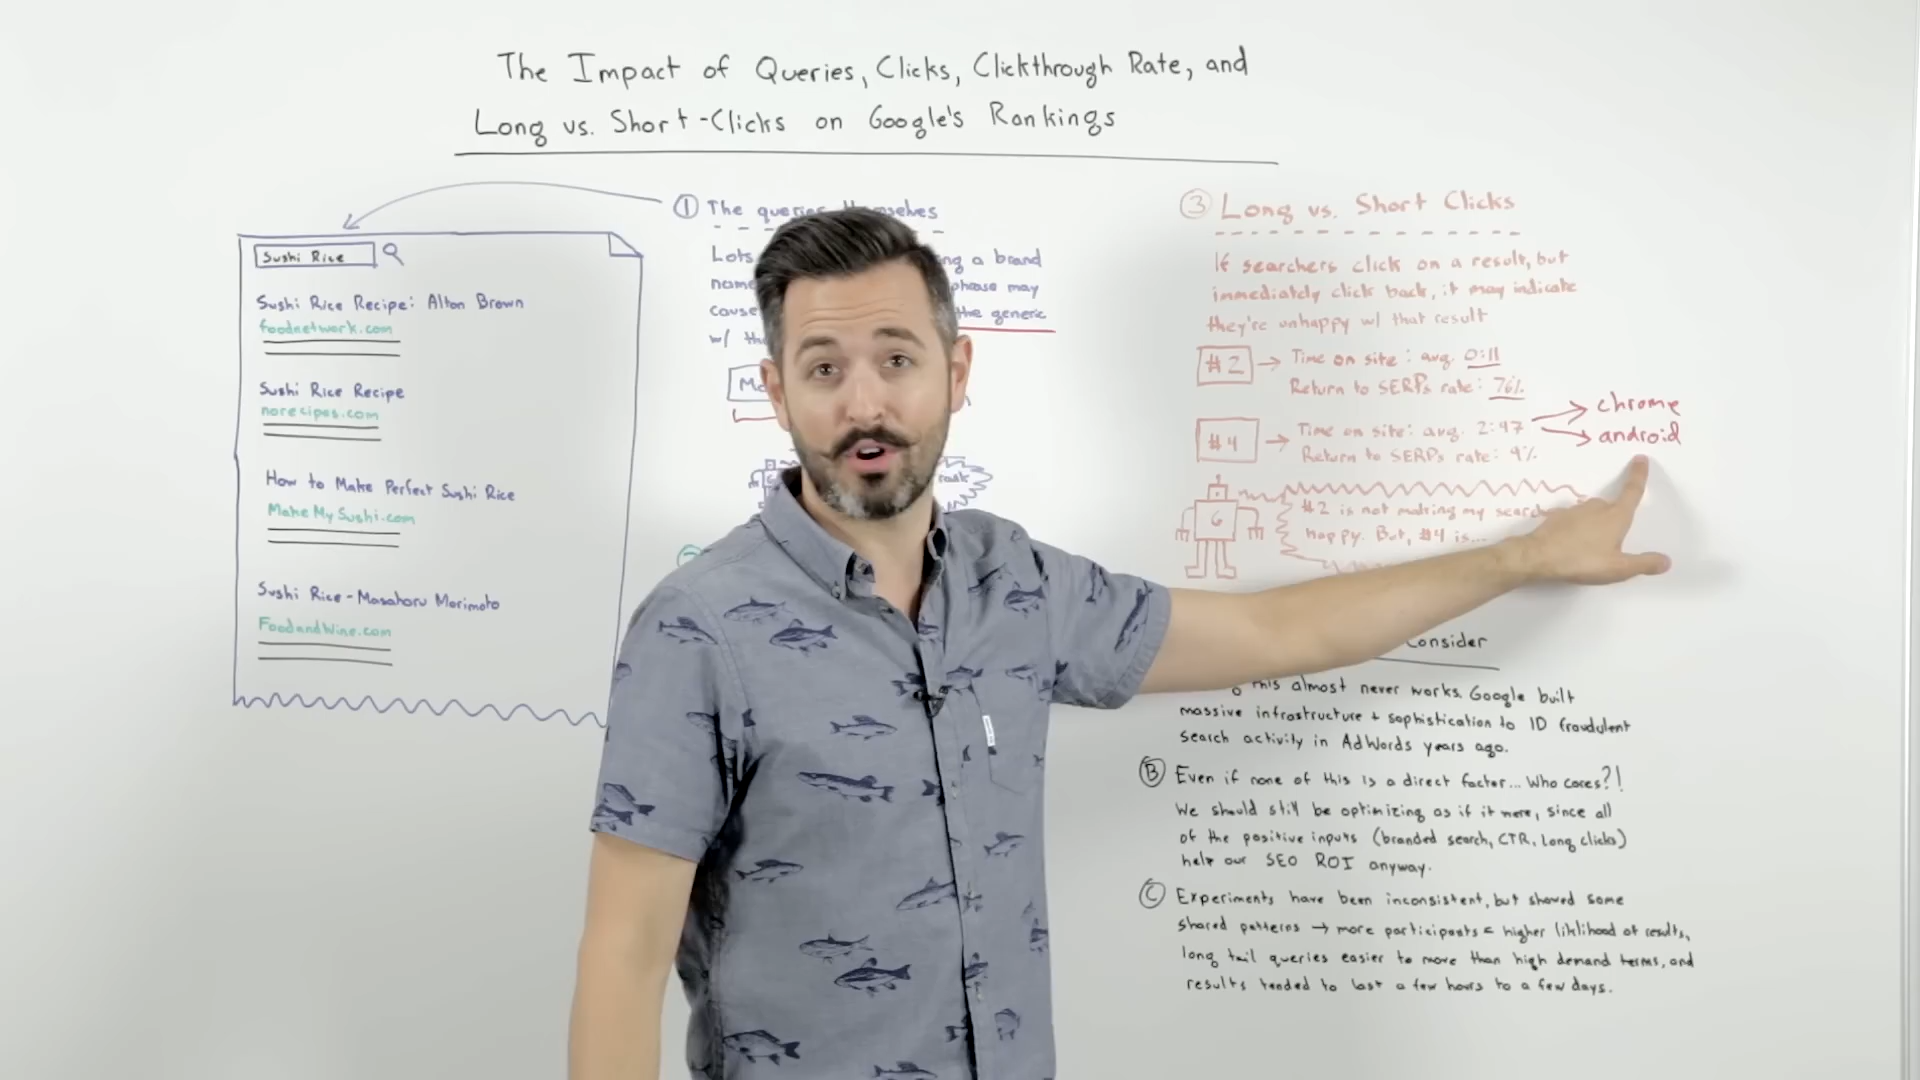 The Impact of Queries, Clicks, Clickthrough Rate, and
Long vs. Short-Clicks on Google's Rankings
Sushi Rice
Sushi Rice Recipe: Alton Brown
foodnetwork.com
Sushi Rice Recipe
norecipes.com
How to Make Perfect Sushi Rice
MakeMySushi.com
Sushi Rice - Masaharu Morimoto
FoodandWine.com
① The queries themselves
Lots a brand
name phrase may
cause the generic
w/
3 Long vs. Short Clicks
If searchers click on a result, but
immediately click back, it may indicate
they're unhappy w/ that result
#2 → Time on site: avg. 0:11
Return to SERPs rate: 76%
#4 → Time on site: avg. 2:47
Return to SERPs rate: 9%
chrome
android
G
#2 is not making my
happy. But, #4 is...
Consider
this almost never works. Google built
massive infrastructure + sophistication to ID fraudulent
search activity in AdWords years ago.
B Even if none of this is a direct factor... Who cares?!
We should still be optimizing as if it were, since all
of the positive inputs (branded search, CTR, long clicks)
help our SEO ROI anyway.
C Experiments have been inconsistent, but showed some
shared patterns → more participants = higher liklihood of results,
long tail queries easier to move than high demand terms, and
results tended to last a few hours to a few days.